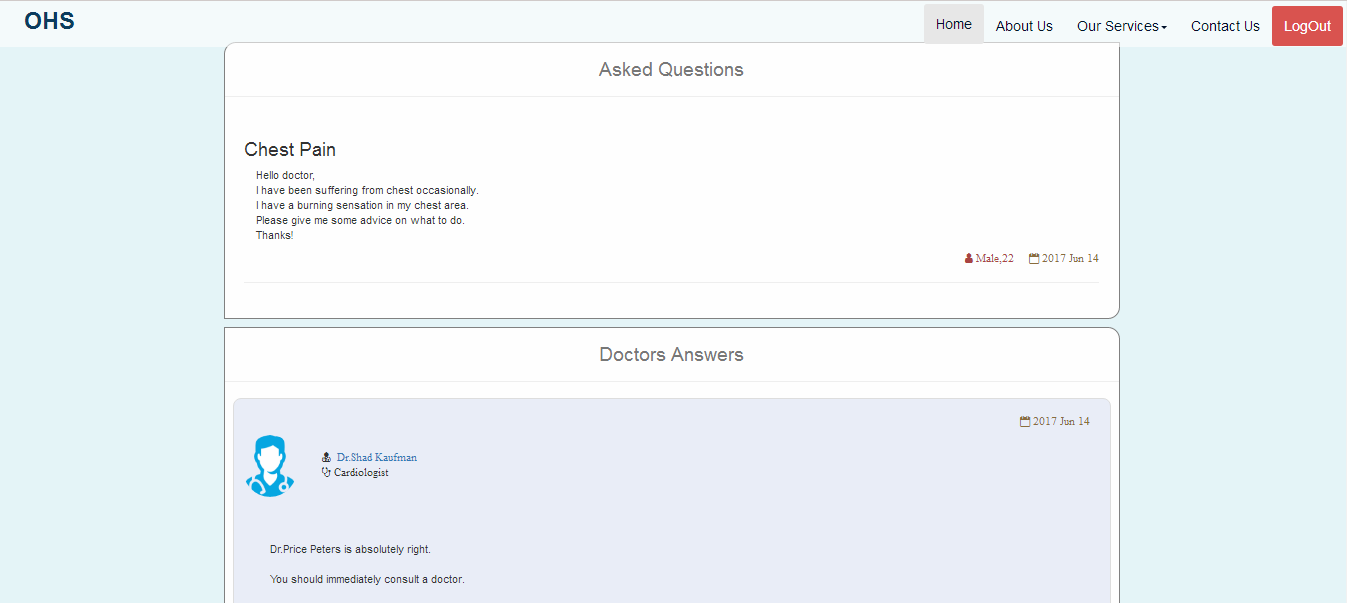 OHS
Home
About Us
Our Services
Contact Us
LogOut
Asked Questions
Chest Pain
Hello doctor,
I have been suffering from chest occasionally.
I have a burning sensation in my chest area.
Please give me some advice on what to do.
Thanks!
Male,22
2017 Jun 14
Doctors Answers
2017 Jun 14
Dr.Shad Kaufman
Cardiologist
Dr.Price Peters is absolutely right.
You should immediately consult a doctor.